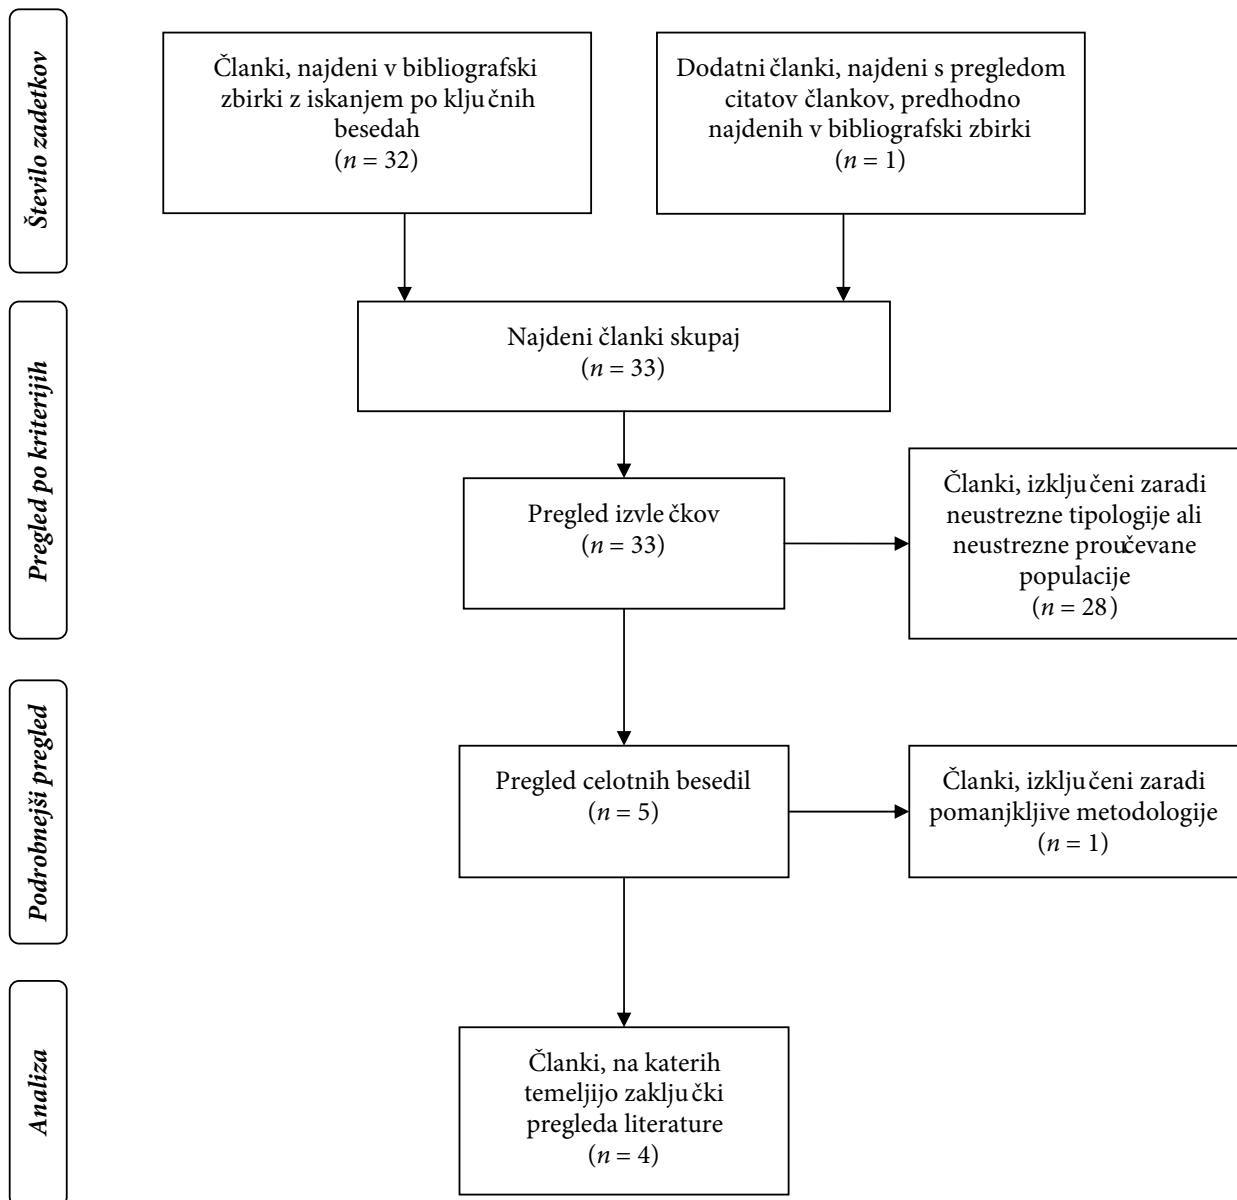 Število zadetkov
Članki, najdeni v bibliografski
zbirki z iskanjem po ključnih
besedah
(n = 32)
Dodatni članki, najdeni s pregledom
citatov člankov, predhodno
najdenih v bibliografski zbirki
(n = 1)
Pregled po kriterijih
Najdeni članki skupaj
(n = 33)
Pregled izvlečkov
(n = 33)
Članki, izključeni zaradi
neustrezne tipologije ali
neustrezne proučevane
populacije
(n = 28)
Podrobnejši pregled
Pregled celotnih besedil
(n = 5)
Članki, izključeni zaradi
pomanjkljive metodologije
(n = 1)
Analiza
Članki, na katerih
temeljijo zaključki
pregleda literature
(n = 4)